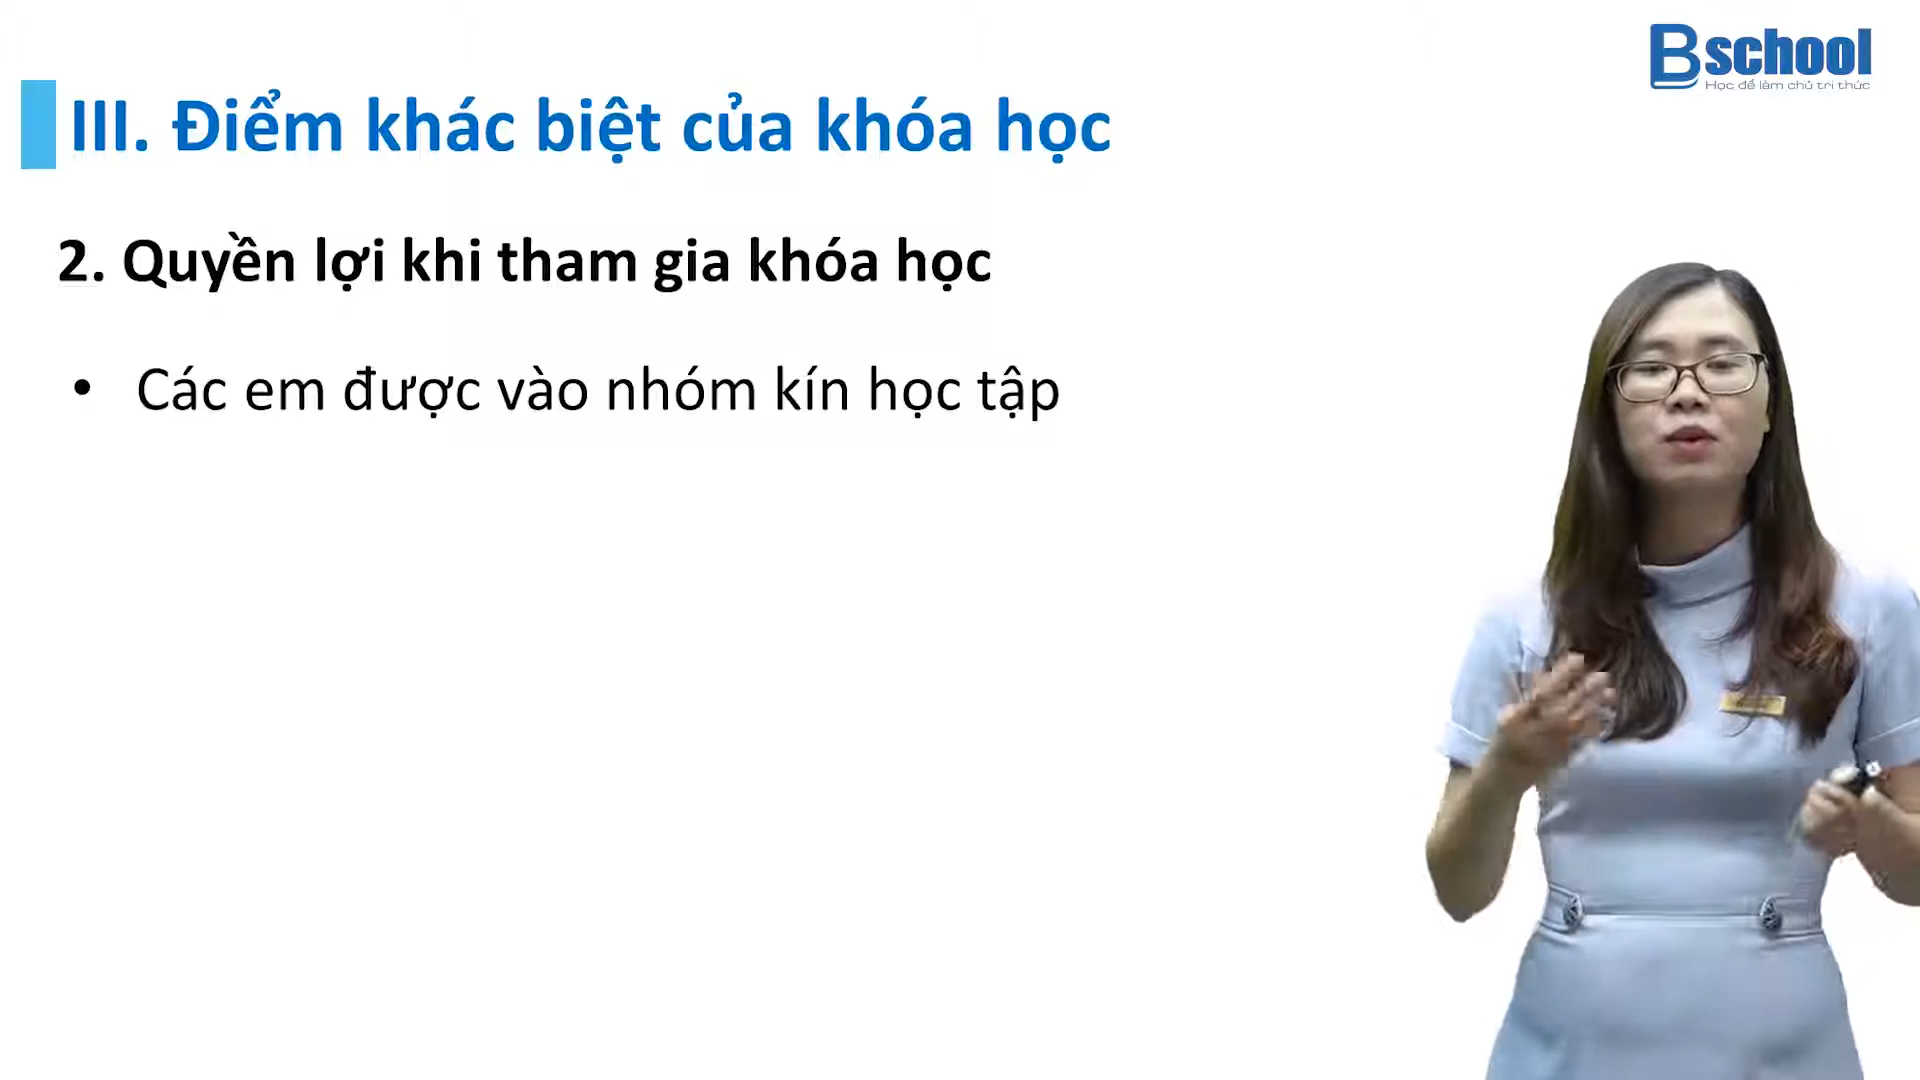 Bschool
Học để làm chủ tri thức
III. Điểm khác biệt của khóa học
2. Quyền lợi khi tham gia khóa học
• Các em được vào nhóm kín học tập